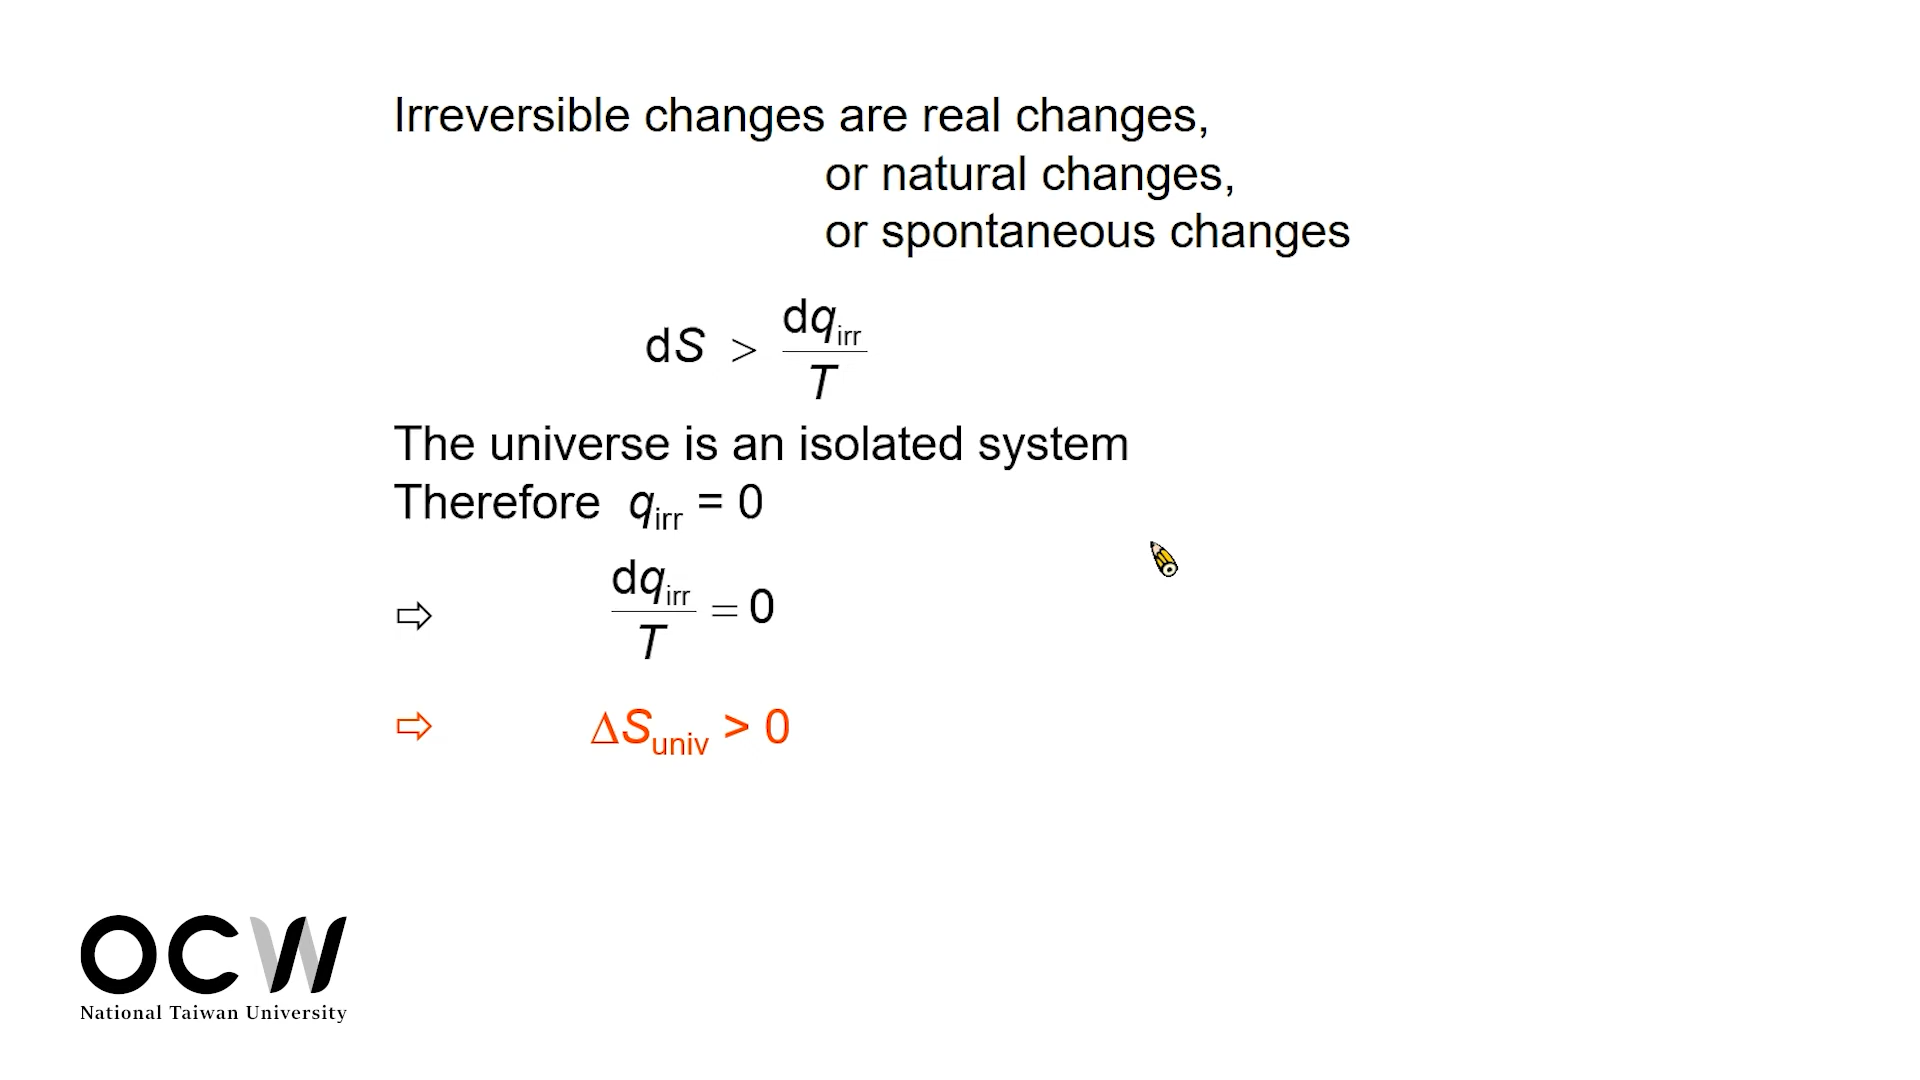 Irreversible changes are real changes,
or natural changes,
or spontaneous changes
dS > dq_irr / T
The universe is an isolated system
Therefore q_irr = 0
⇨ dq_irr / T = 0
⇨ ΔS_univ > 0
OCW
National Taiwan University